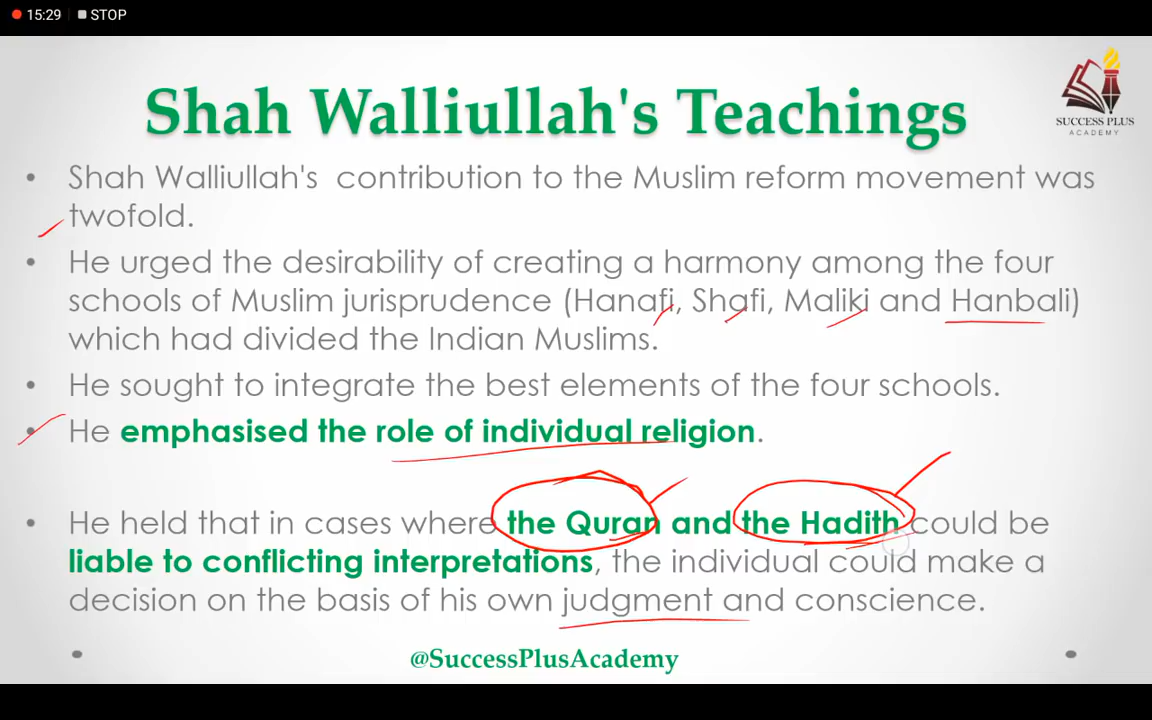 15:29 STOP
Shah Walliullah's Teachings
SUCCESS PLUS
ACADEMY
• Shah Walliullah's contribution to the Muslim reform movement was
twofold.
• He urged the desirability of creating a harmony among the four
schools of Muslim jurisprudence (Hanafi, Shafi, Maliki and Hanbali)
which had divided the Indian Muslims.
• He sought to integrate the best elements of the four schools.
• He emphasised the role of individual religion.
• He held that in cases where the Quran and the Hadith could be
liable to conflicting interpretations, the individual could make a
decision on the basis of his own judgment and conscience.
@SuccessPlusAcademy